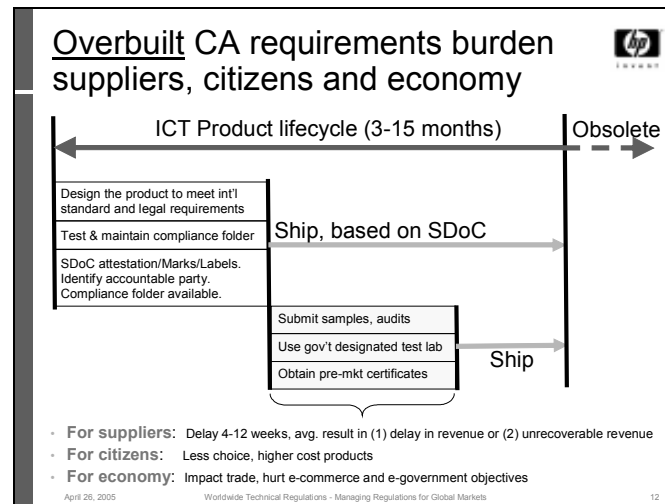 Overbuilt CA requirements burden
suppliers, citizens and economy
hp
invent
ICT Product lifecycle (3-15 months)
Obsolete
Design the product to meet int'l
standard and legal requirements
Test & maintain compliance folder
SDoC attestation/Marks/Labels.
Identify accountable party.
Compliance folder available.
Ship, based on SDoC
Submit samples, audits
Use gov't designated test lab
Obtain pre-mkt certificates
Ship
• For suppliers: Delay 4-12 weeks, avg. result in (1) delay in revenue or (2) unrecoverable revenue
• For citizens: Less choice, higher cost products
• For economy: Impact trade, hurt e-commerce and e-government objectives
April 26, 2005 Worldwide Technical Regulations - Managing Regulations for Global Markets 12